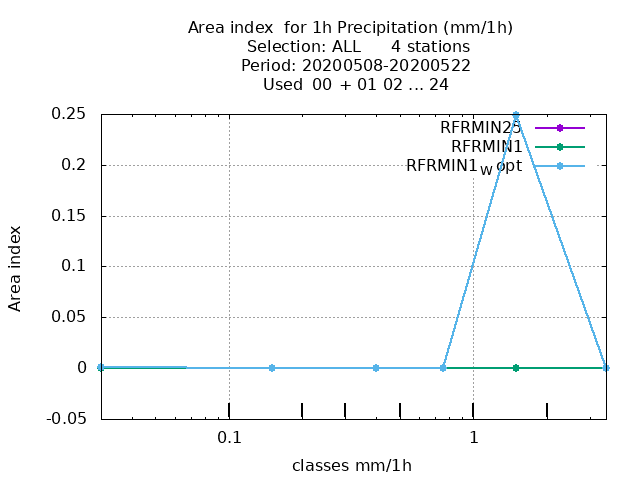 Area index  for 1h Precipitation (mm/1h)
Selection: ALL      4 stations
Period: 20200508-20200522
Used  00 + 01 02 ... 24
RFRMIN25
RFRMIN1
RFRMIN1W opt
0.25
0.2
0.15
0.1
0.05
0
-0.05
Area index
0.1 1
classes mm/1h